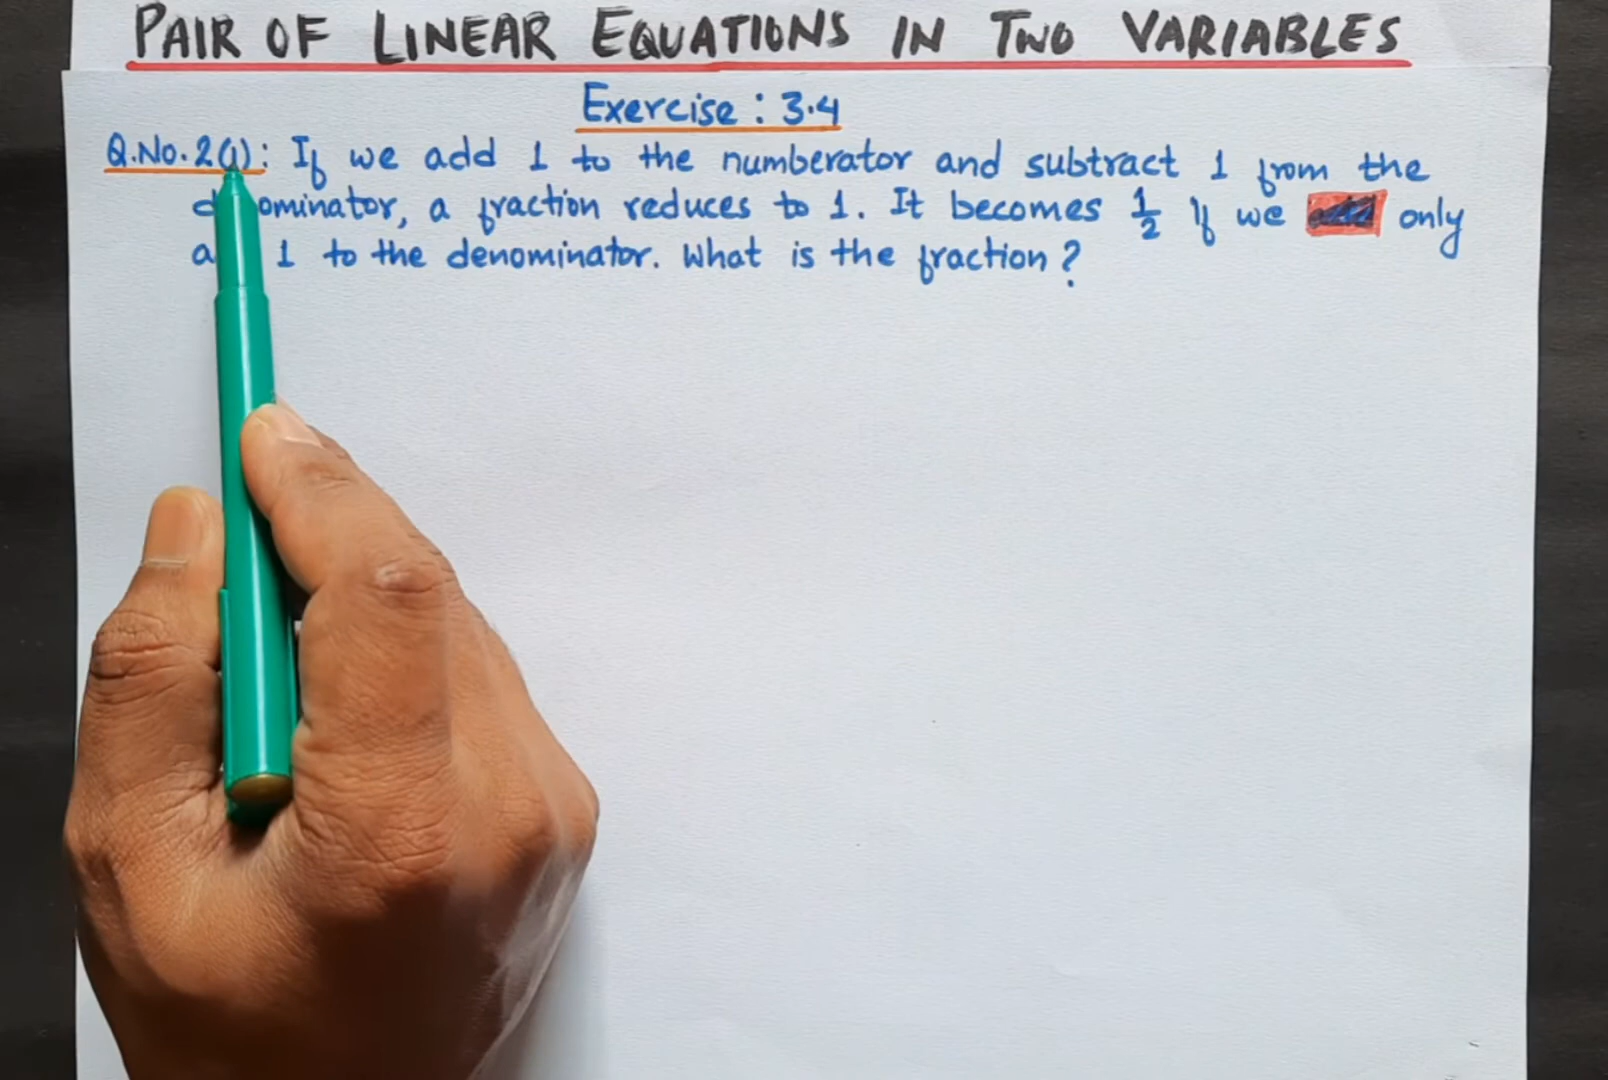 PAIR OF LINEAR EQUATIONS IN TWO VARIABLES
Exercise : 3.4
Q.No.2(i): If we add 1 to the numberator and subtract 1 from the
ominator, a fraction reduces to 1. It becomes 1/2 If we only
1 to the denominator. What is the fraction ?